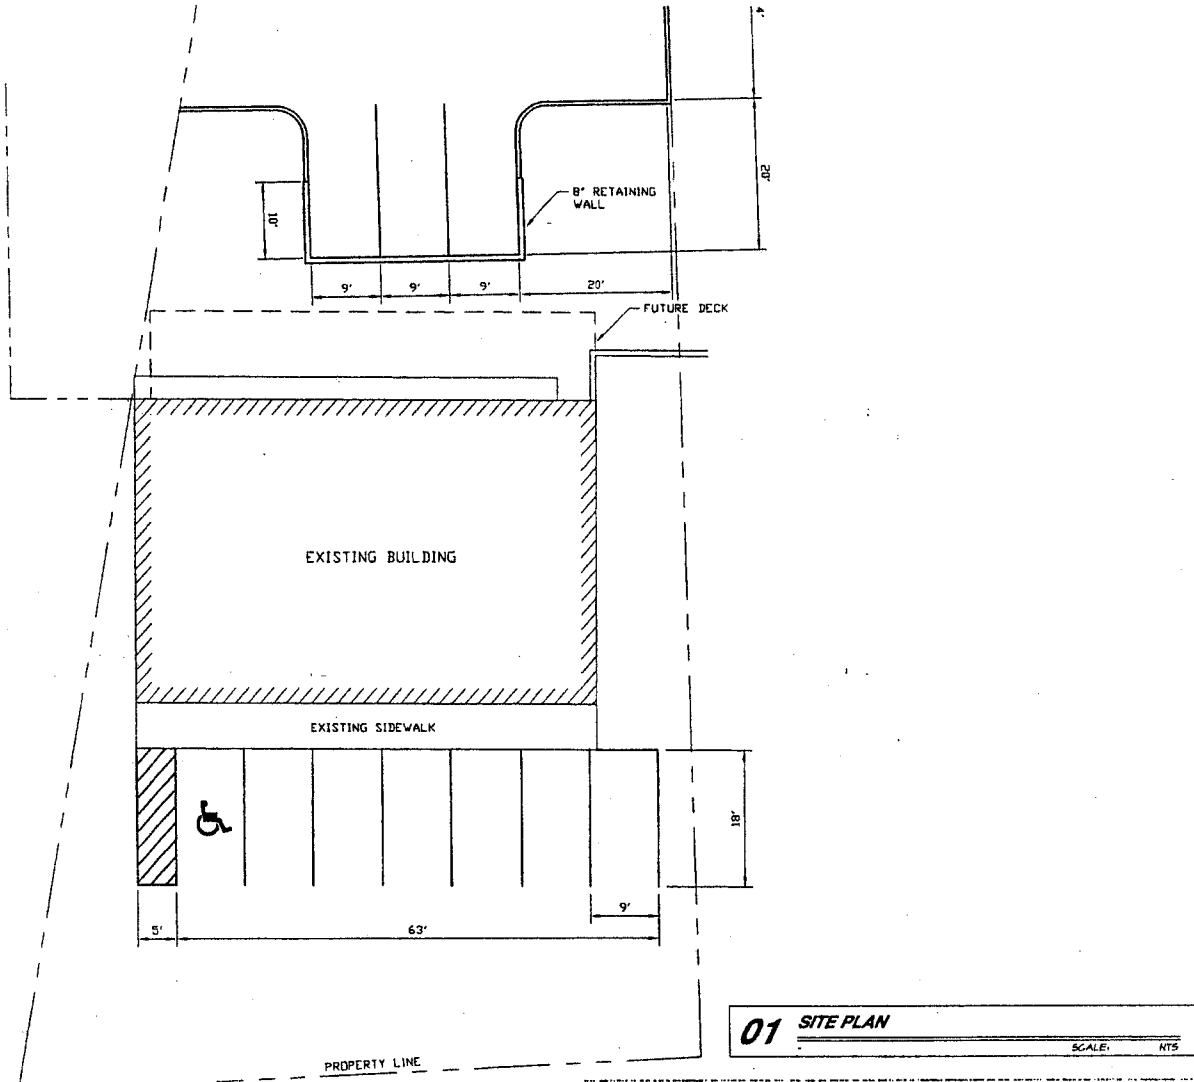 4'
20'
8" RETAINING
WALL
10'
9'
9'
9'
20'
FUTURE DECK
EXISTING BUILDING
EXISTING SIDEWALK
18'
9'
5'
63'
01 SITE PLAN
SCALE: NTS
PROPERTY LINE